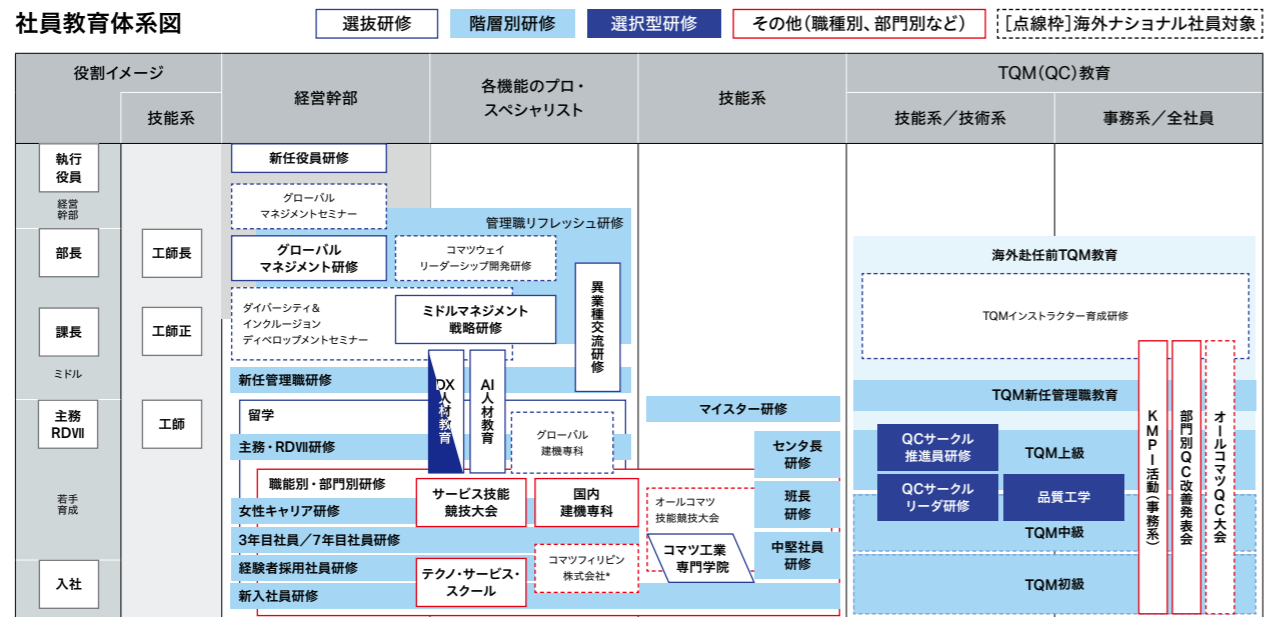 社員教育体系図
選抜研修
階層別研修
選択型研修
その他（職種別、部門別など）
［点線枠］海外ナショナル社員対象
役割イメージ
技能系
経営幹部
各機能のプロ・
スペシャリスト
技能系
TQM（QC）教育
技能系／技術系
事務系／全社員
執行
役員
経営
幹部
部長
課長
ミドル
主務
RDⅦ
若手
育成
入社
工師長
工師正
工師
新任役員研修
グローバル
マネジメントセミナー
管理職リフレッシュ研修
グローバル
マネジメント研修
コマツウェイ
リーダーシップ開発研修
異業種交流研修
ダイバーシティ&
インクルージョン
ディベロップメントセミナー
ミドルマネジメント
戦略研修
新任管理職研修
DX人材教育
AI人材教育
留学
グローバル
建機専科
主務・RDⅦ研修
職能別・部門別研修
サービス技能
競技大会
国内
建機専科
女性キャリア研修
3年目社員／7年目社員研修
経験者採用社員研修
テクノ・サービス・
スクール
コマツフィリピン
株式会社*
新入社員研修
マイスター研修
センタ長
研修
オールコマツ
技能競技大会
班長
研修
コマツ工業
専門学院
中堅社員
研修
海外赴任前TQM教育
TQMインストラクター育成研修
TQM新任管理職教育
QCサークル
推進員研修
TQM上級
QCサークル
リーダ研修
品質工学
TQM中級
TQM初級
KMPI活動（事務系）
部門別QC改善発表会
オールコマツQC大会